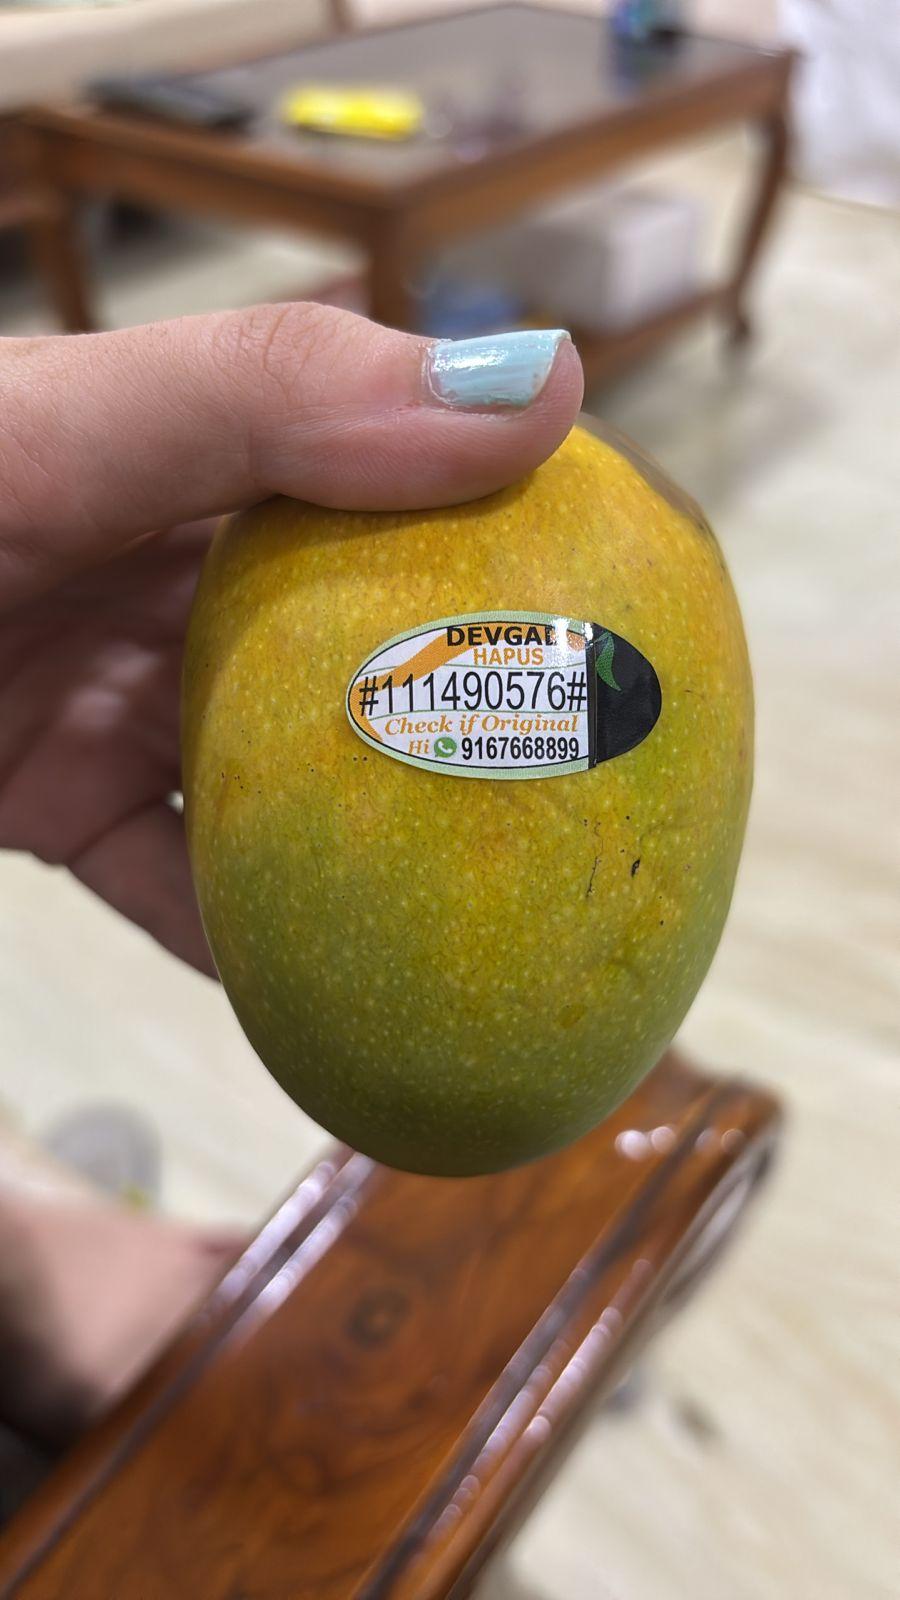 DEVGAD
HAPUS
#111490576#
Check if Original
Hi 9167668899